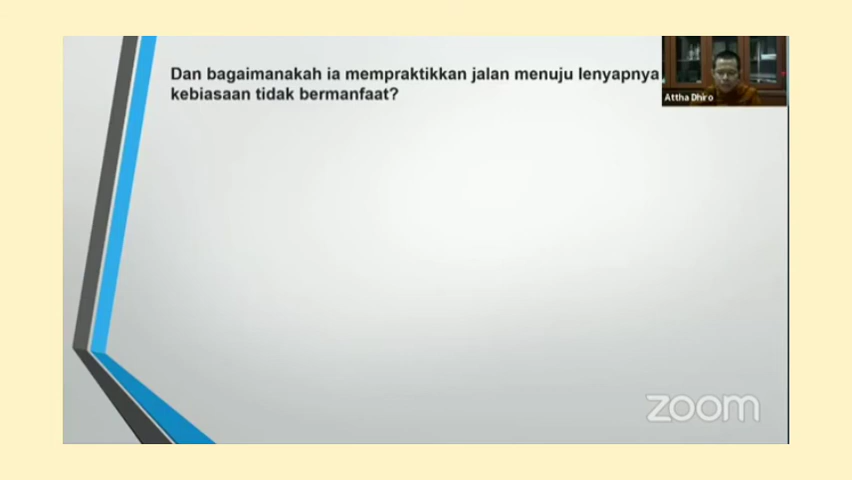 Dan bagaimanakah ia mempraktikkan jalan menuju lenyapnya
kebiasaan tidak bermanfaat?
Attha Dhiro
zoom